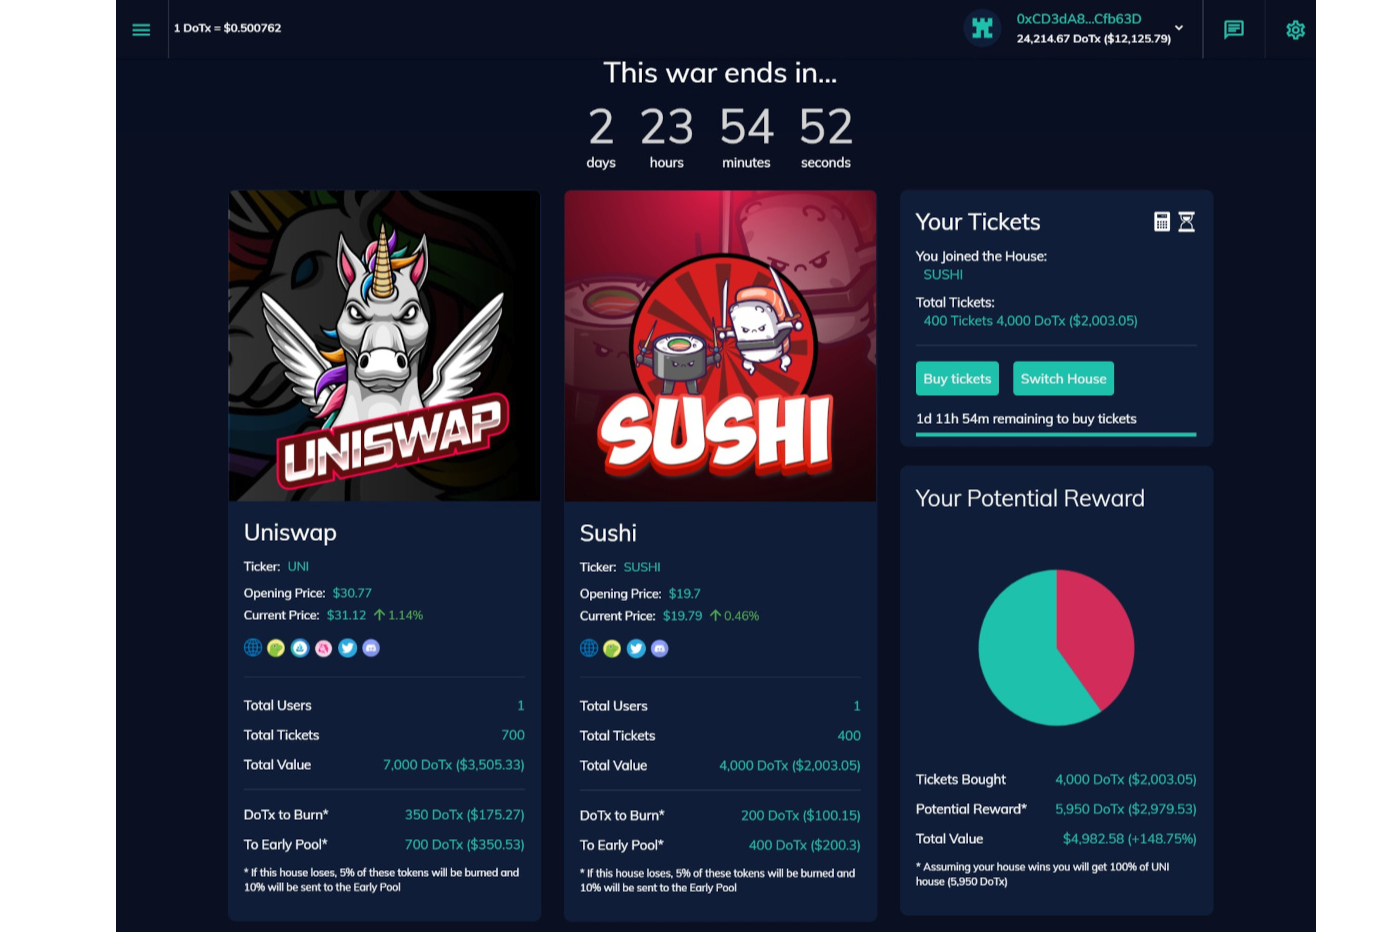 1 DoTx = $0.500762
0xCD3dA8...Cfb63D
24,214.67 DoTx ($12,125.79)
This war ends in...
2 23 54 52
days hours minutes seconds
UNISWAP
Uniswap
Ticker: UNI
Opening Price: $30.77
Current Price: $31.12 ↑ 1.14%
Total Users 1
Total Tickets 700
Total Value 7,000 DoTx ($3,505.33)
DoTx to Burn* 350 DoTx ($175.27)
To Early Pool* 700 DoTx ($350.53)
* If this house loses, 5% of these tokens will be burned and
10% will be sent to the Early Pool
SUSHI
Sushi
Ticker: SUSHI
Opening Price: $19.7
Current Price: $19.79 ↑ 0.46%
Total Users 1
Total Tickets 400
Total Value 4,000 DoTx ($2,003.05)
DoTx to Burn* 200 DoTx ($100.15)
To Early Pool* 400 DoTx ($200.3)
* If this house loses, 5% of these tokens will be burned and
10% will be sent to the Early Pool
Your Tickets
You Joined the House:
SUSHI
Total Tickets:
400 Tickets 4,000 DoTx ($2,003.05)
Buy tickets Switch House
1d 11h 54m remaining to buy tickets
Your Potential Reward
Tickets Bought 4,000 DoTx ($2,003.05)
Potential Reward* 5,950 DoTx ($2,979.53)
Total Value $4,982.58 (+148.75%)
* Assuming your house wins you will get 100% of UNI
house (5,950 DoTx)